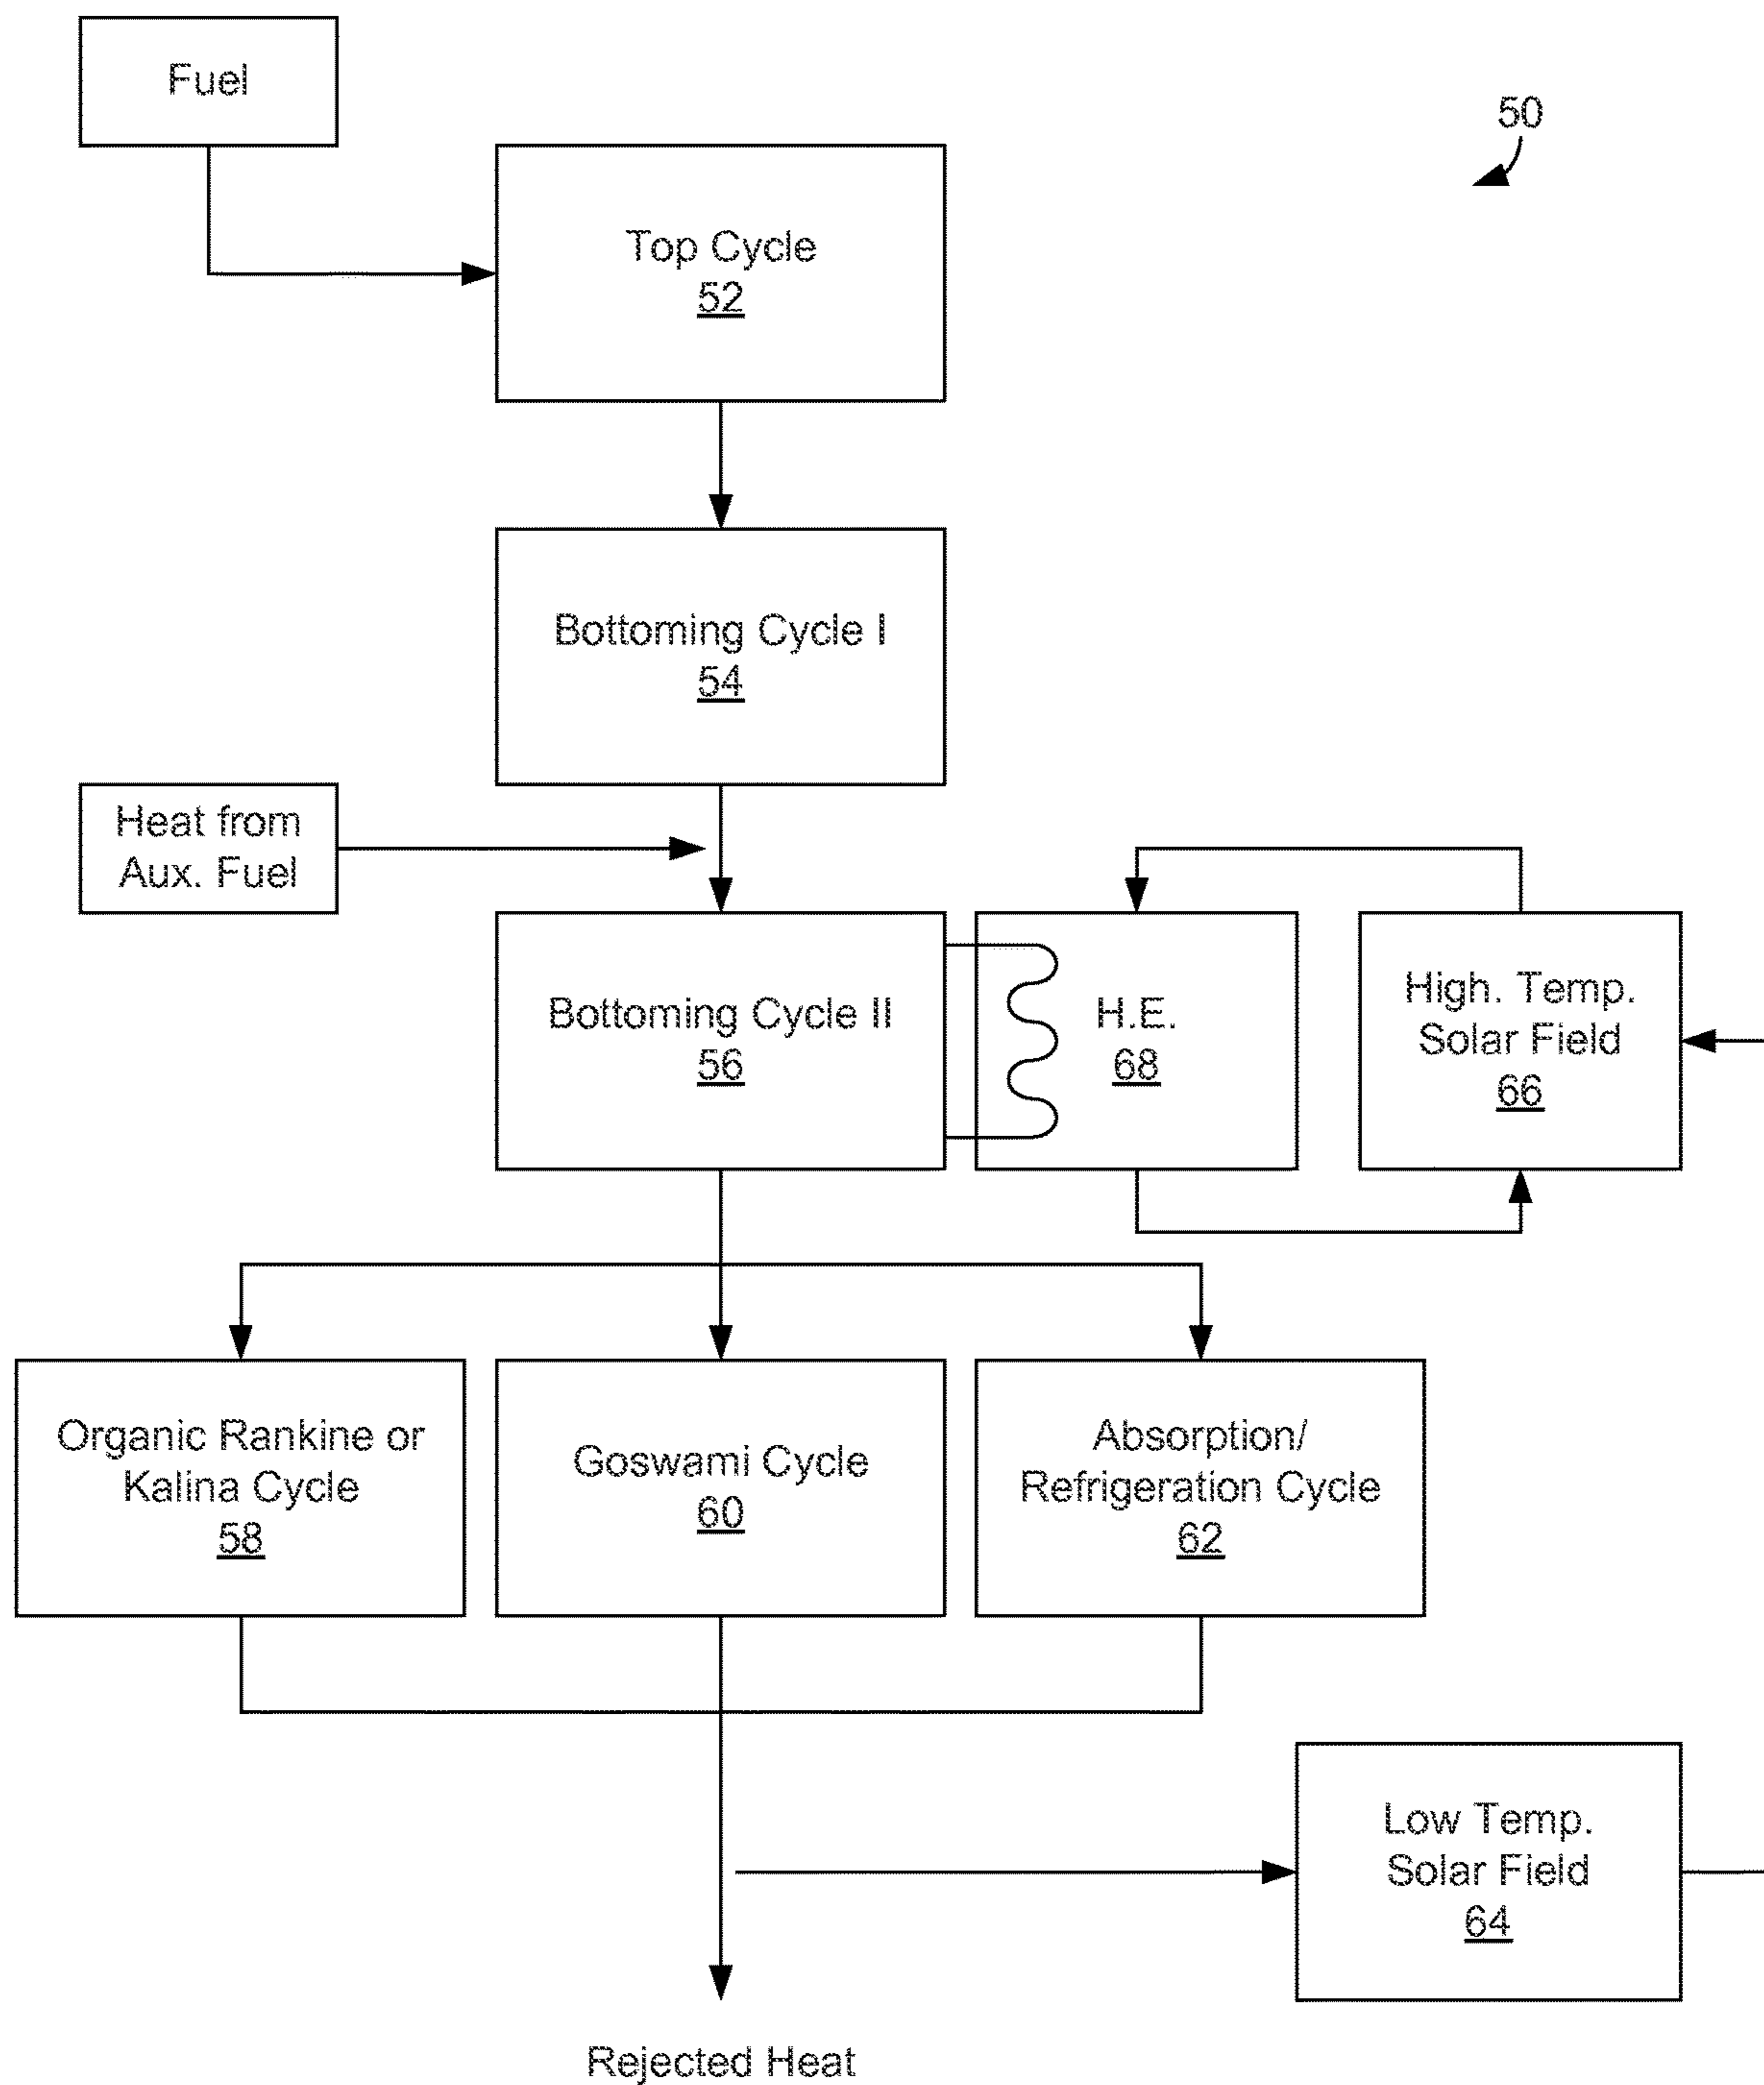 Fuel
50
Top Cycle
52
Bottoming Cycle I
54
Heat from
Aux. Fuel
Bottoming Cycle II
56
H.E.
68
High. Temp.
Solar Field
66
Organic Rankine or
Kalina Cycle
58
Goswami Cycle
60
Absorption/
Refrigeration Cycle
62
Low Temp.
Solar Field
64
Rejected Heat